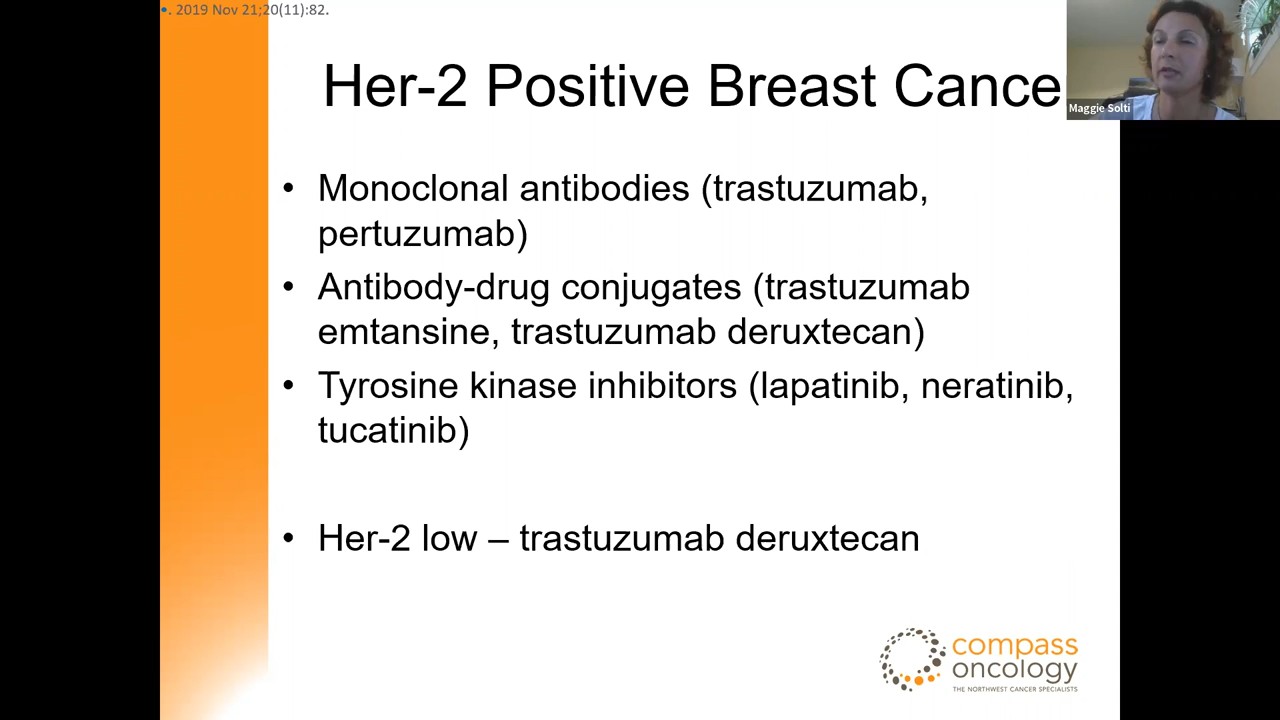 •. 2019 Nov 21;20(11):82.
Her-2 Positive Breast Cance
Maggie Solti
• Monoclonal antibodies (trastuzumab,
pertuzumab)
• Antibody-drug conjugates (trastuzumab
emtansine, trastuzumab deruxtecan)
• Tyrosine kinase inhibitors (lapatinib, neratinib,
tucatinib)
• Her-2 low – trastuzumab deruxtecan
compass
oncology
THE NORTHWEST CANCER SPECIALISTS